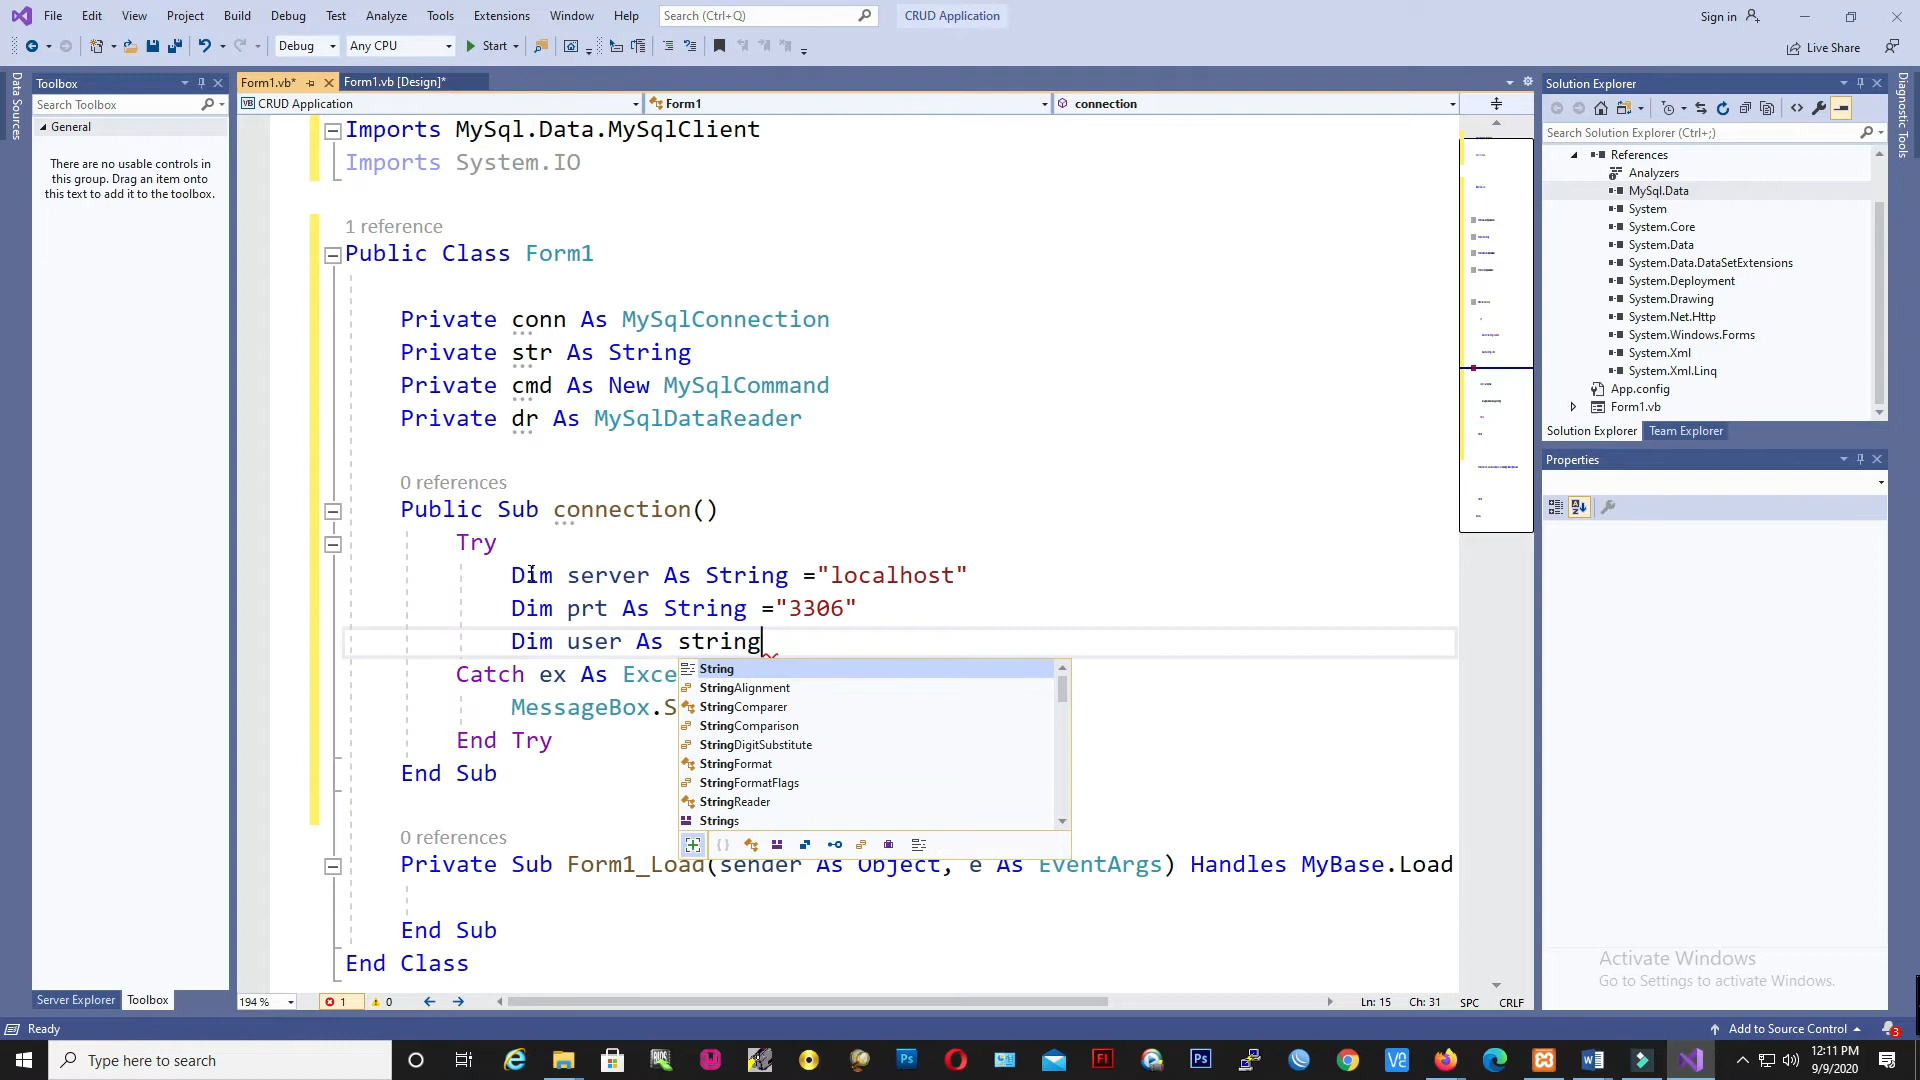 File Edit View Project Build Debug Test Analyze Tools Extensions Window Help Search (Ctrl+Q) CRUD Application Sign in
Debug Any CPU Start Live Share
Data Sources
Toolbox
Search Toolbox
General
There are no usable controls in
this group. Drag an item onto
this text to add it to the toolbox.
Server Explorer Toolbox
Form1.vb* Form1.vb [Design]*
VB CRUD Application Form1 connection
Imports MySql.Data.MySqlClient
Imports System.IO
1 reference
Public Class Form1
Private conn As MySqlConnection
Private str As String
Private cmd As New MySqlCommand
Private dr As MySqlDataReader
0 references
Public Sub connection()
Try
Dim server As String ="localhost"
Dim prt As String ="3306"
Dim user As string
Catch ex As Exce
MessageBox.S
End Try
End Sub
String
StringAlignment
StringComparer
StringComparison
StringDigitSubstitute
StringFormat
StringFormatFlags
StringReader
Strings
0 references
Private Sub Form1_Load(sender As Object, e As EventArgs) Handles MyBase.Load
End Sub
End Class
194 % 1 0 Ln: 15 Ch: 31 SPC CRLF
Solution Explorer
Search Solution Explorer (Ctrl+;)
References
Analyzers
MySql.Data
System
System.Core
System.Data
System.Data.DataSetExtensions
System.Deployment
System.Drawing
System.Net.Http
System.Windows.Forms
System.Xml
System.Xml.Linq
App.config
Form1.vb
Solution Explorer Team Explorer
Properties
Diagnostic Tools
Activate Windows
Go to Settings to activate Windows.
Ready Add to Source Control 3
Type here to search
12:11 PM
9/9/2020